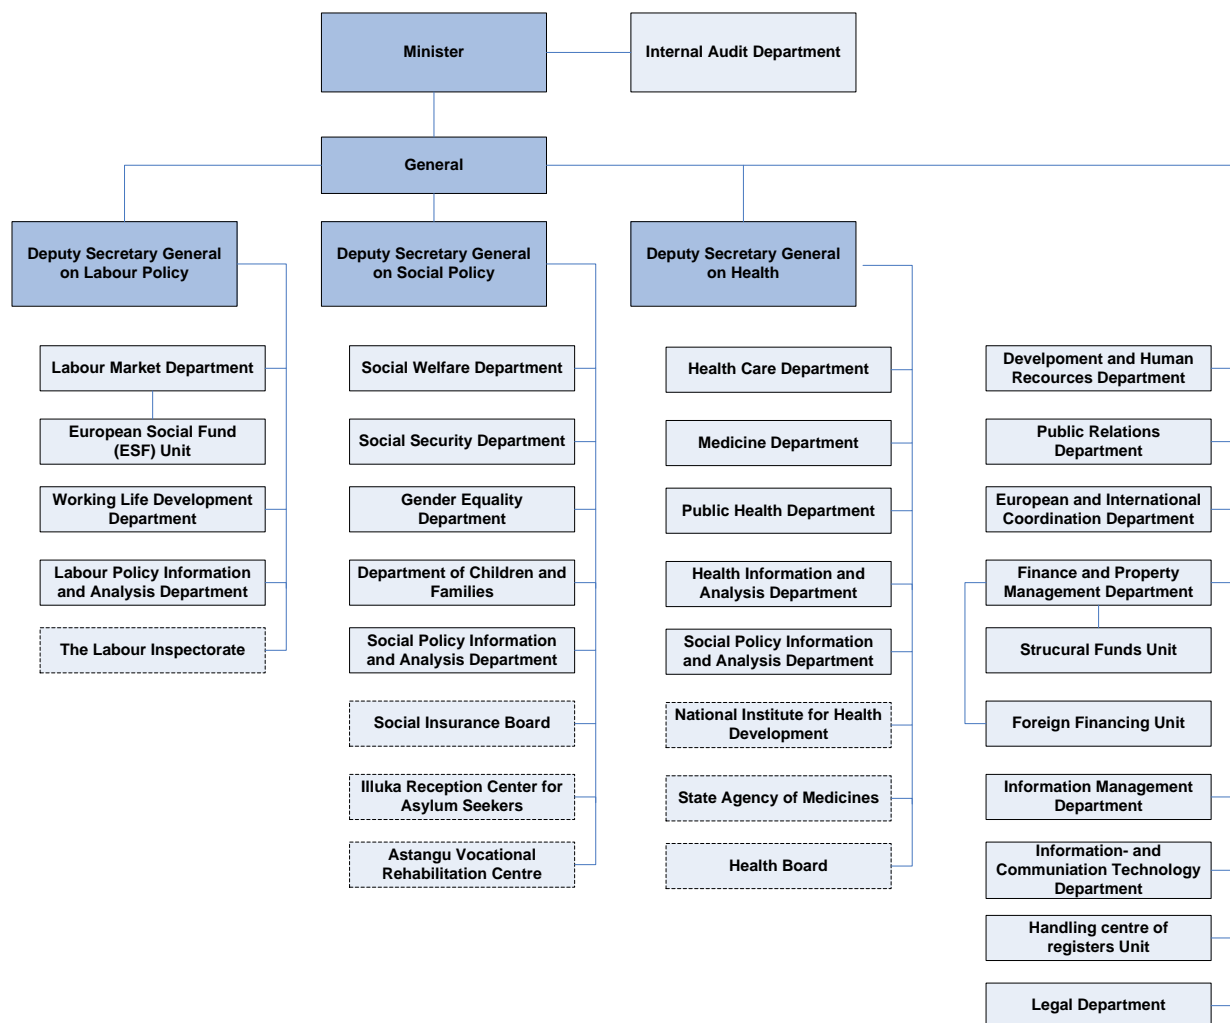 Minister
Internal Audit Department
General
Deputy Secretary General
on Labour Policy
Deputy Secretary General
on Social Policy
Deputy Secretary General
on Health
Labour Market Department
European Social Fund
(ESF) Unit
Working Life Development
Department
Labour Policy Information
and Analysis Department
The Labour Inspectorate
Social Welfare Department
Social Security Department
Gender Equality
Department
Department of Children and
Families
Social Policy Information
and Analysis Department
Social Insurance Board
Illuka Reception Center for
Asylum Seekers
Astangu Vocational
Rehabilitation Centre
Health Care Department
Medicine Department
Public Health Department
Health Information and
Analysis Department
Social Policy Information
and Analysis Department
National Institute for Health
Development
State Agency of Medicines
Health Board
Develpoment and Human
Recources Department
Public Relations
Department
European and International
Coordination Department
Finance and Property
Management Department
Strucural Funds Unit
Foreign Financing Unit
Information Management
Department
Information- and
Communiation Technology
Department
Handling centre of
registers Unit
Legal Department